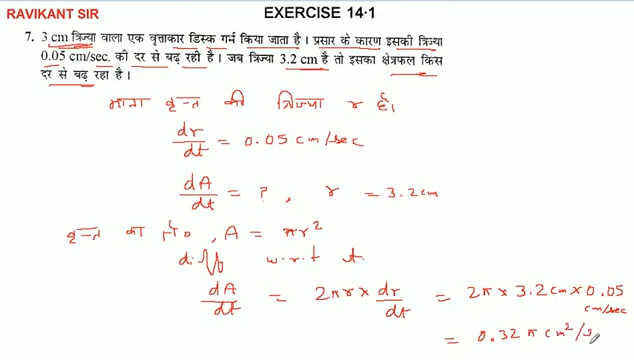 RAVIKANT SIR
EXERCISE 14·1
7. 3 cm त्रिज्या वाला एक वृत्ताकार डिस्क गर्भ किया जाता है। प्रसार के कारण इसकी त्रिज्या
0.05 cm/sec. की दर से बढ़ रही है। जब त्रिज्या 3.2 cm है तो इसका क्षेत्रफल किस
दर से बढ़ रहा है।
माना वृत्त की त्रिज्या r है।
dr/dt = 0.05 cm/sec
dA/dt = ? , r = 3.2 cm
वृत्त का क्षे० , A = πr²
diff w.r.t t.
dA/dt = 2πr × dr/dt = 2π × 3.2 cm × 0.05 cm/sec
= 0.32 π cm²/s